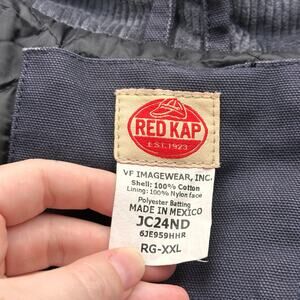 RED KAP
EST. 1923
VF IMAGEWEAR, INC.
Shell: 100% Cotton
Lining: 100% Nylon face
Polyester Batting
MADE IN MEXICO
JC24ND
6JE959HHR
RG-XXL